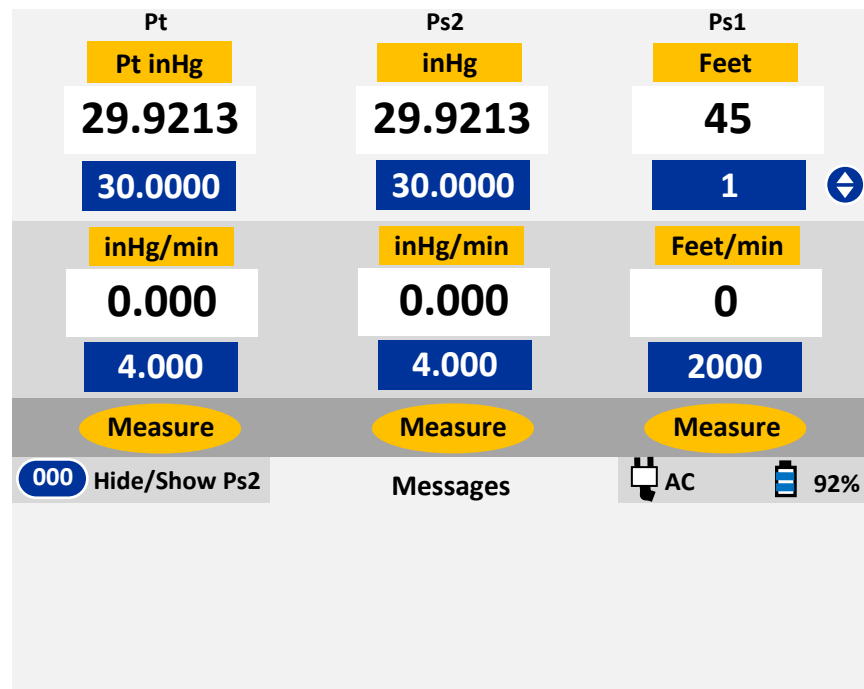 Pt Ps2 Ps1
Pt inHg inHg Feet
29.9213 29.9213 45
30.0000 30.0000 1
inHg/min inHg/min Feet/min
0.000 0.000 0
4.000 4.000 2000
Measure Measure Measure
000 Hide/Show Ps2 Messages AC 92%